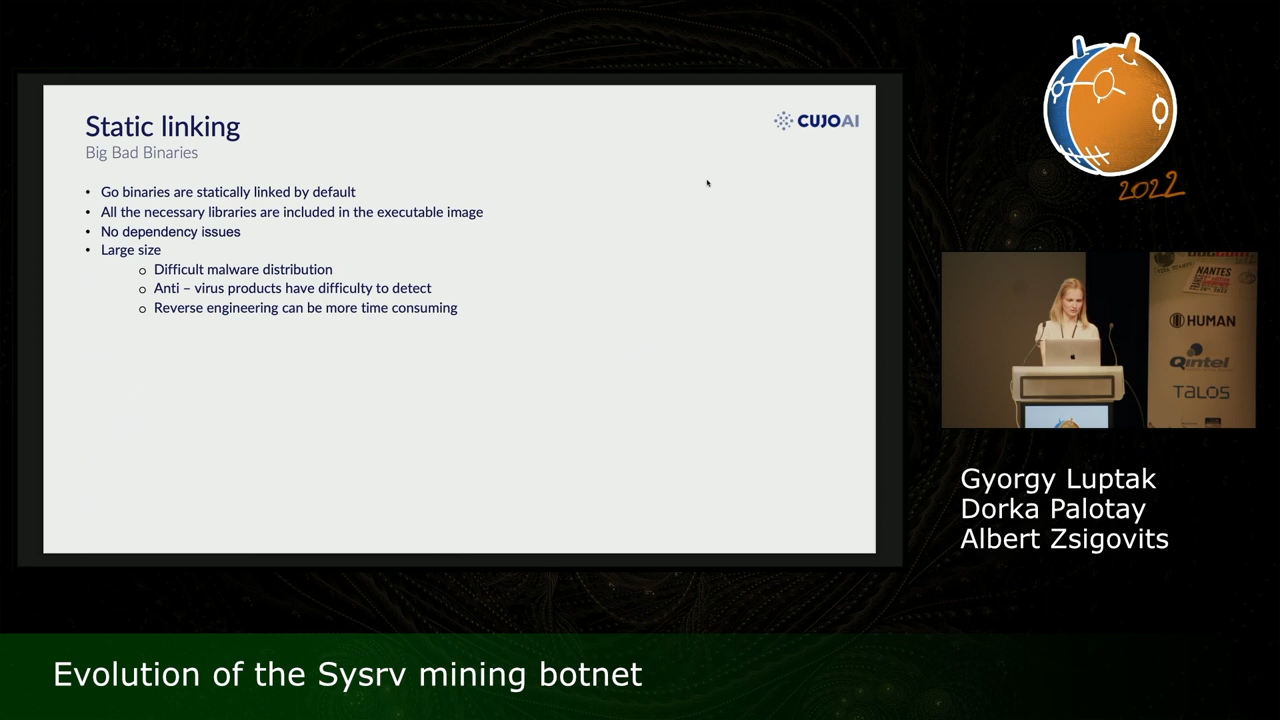 Static linking
Big Bad Binaries
CUJOAI
• Go binaries are statically linked by default
• All the necessary libraries are included in the executable image
• No dependency issues
• Large size
o Difficult malware distribution
o Anti – virus products have difficulty to detect
o Reverse engineering can be more time consuming
2022
NANTES
HUMAN
Qintel
TALOS
Gyorgy Luptak
Dorka Palotay
Albert Zsigovits
Evolution of the Sysrv mining botnet